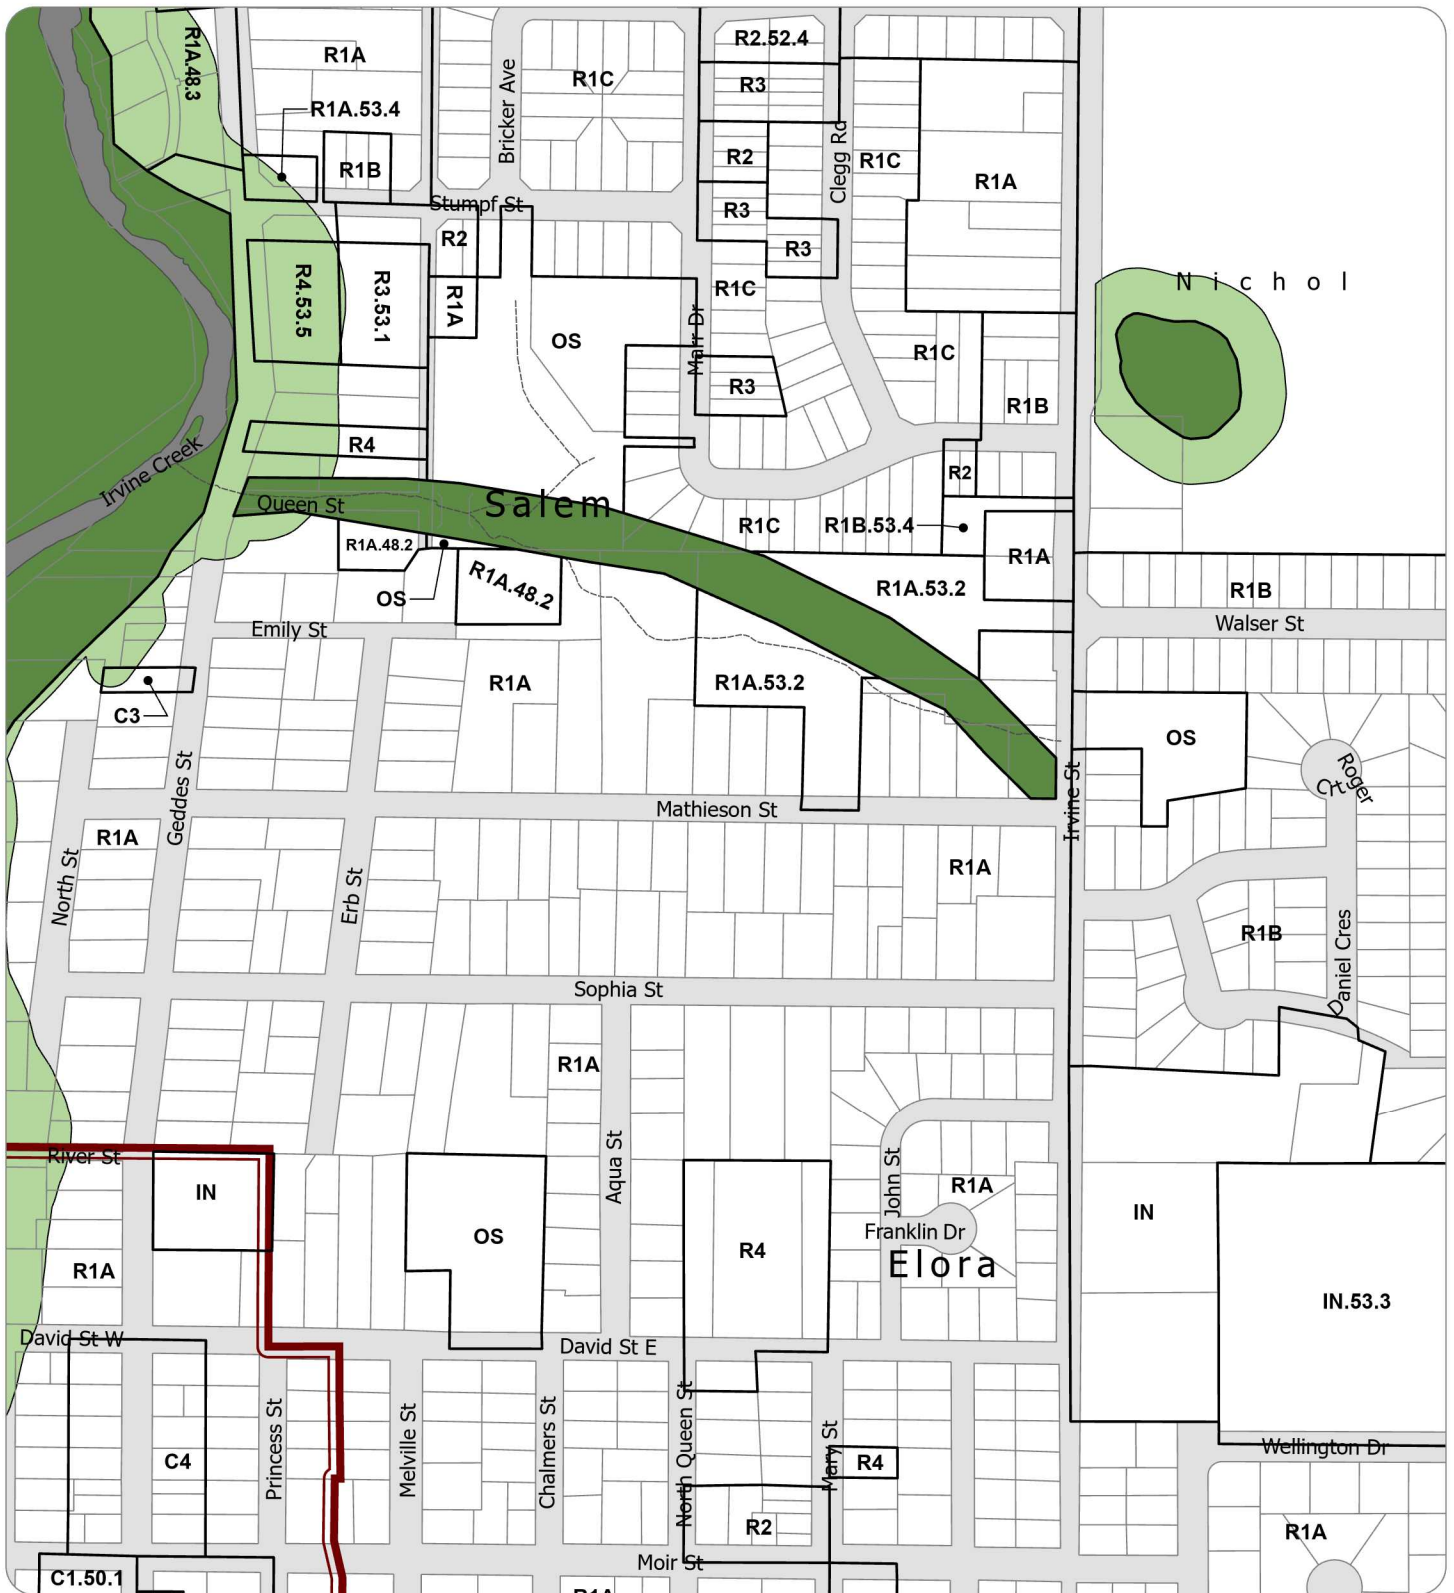 R1A.48.3
R1A
R2.52.4
Bricker Ave
R1C
R3
R1A.53.4
Clegg Rd
R1B
R2
R1C
R1A
Stumpf St
R3
R2
R3
R4.53.5
R3.53.1
R1A
R1C
Nichol
OS
Marr Dr
R1C
R3
R1B
R4
Irvine Creek
R2
Queen St
Salem
R1C
R1B.53.4
R1A.48.2
R1A
R1A.48.2
R1A.53.2
R1B
OS
Emily St
Walser St
R1A
R1A.53.2
C3
OS
Geddes St
Roger
Crt
Irvine St
Mathieson St
R1A
R1A
North St
Erb St
R1B
Daniel Cres
Sophia St
R1A
River St
Aqua St
John St
IN
R1A
IN
OS
R4
Franklin Dr
Elora
R1A
IN.53.3
David St W
David St E
Princess St
Melville St
Chalmers St
North Queen St
Mary St
Wellington Dr
C4
R4
R2
R1A
Moir St
C1.50.1
R1A